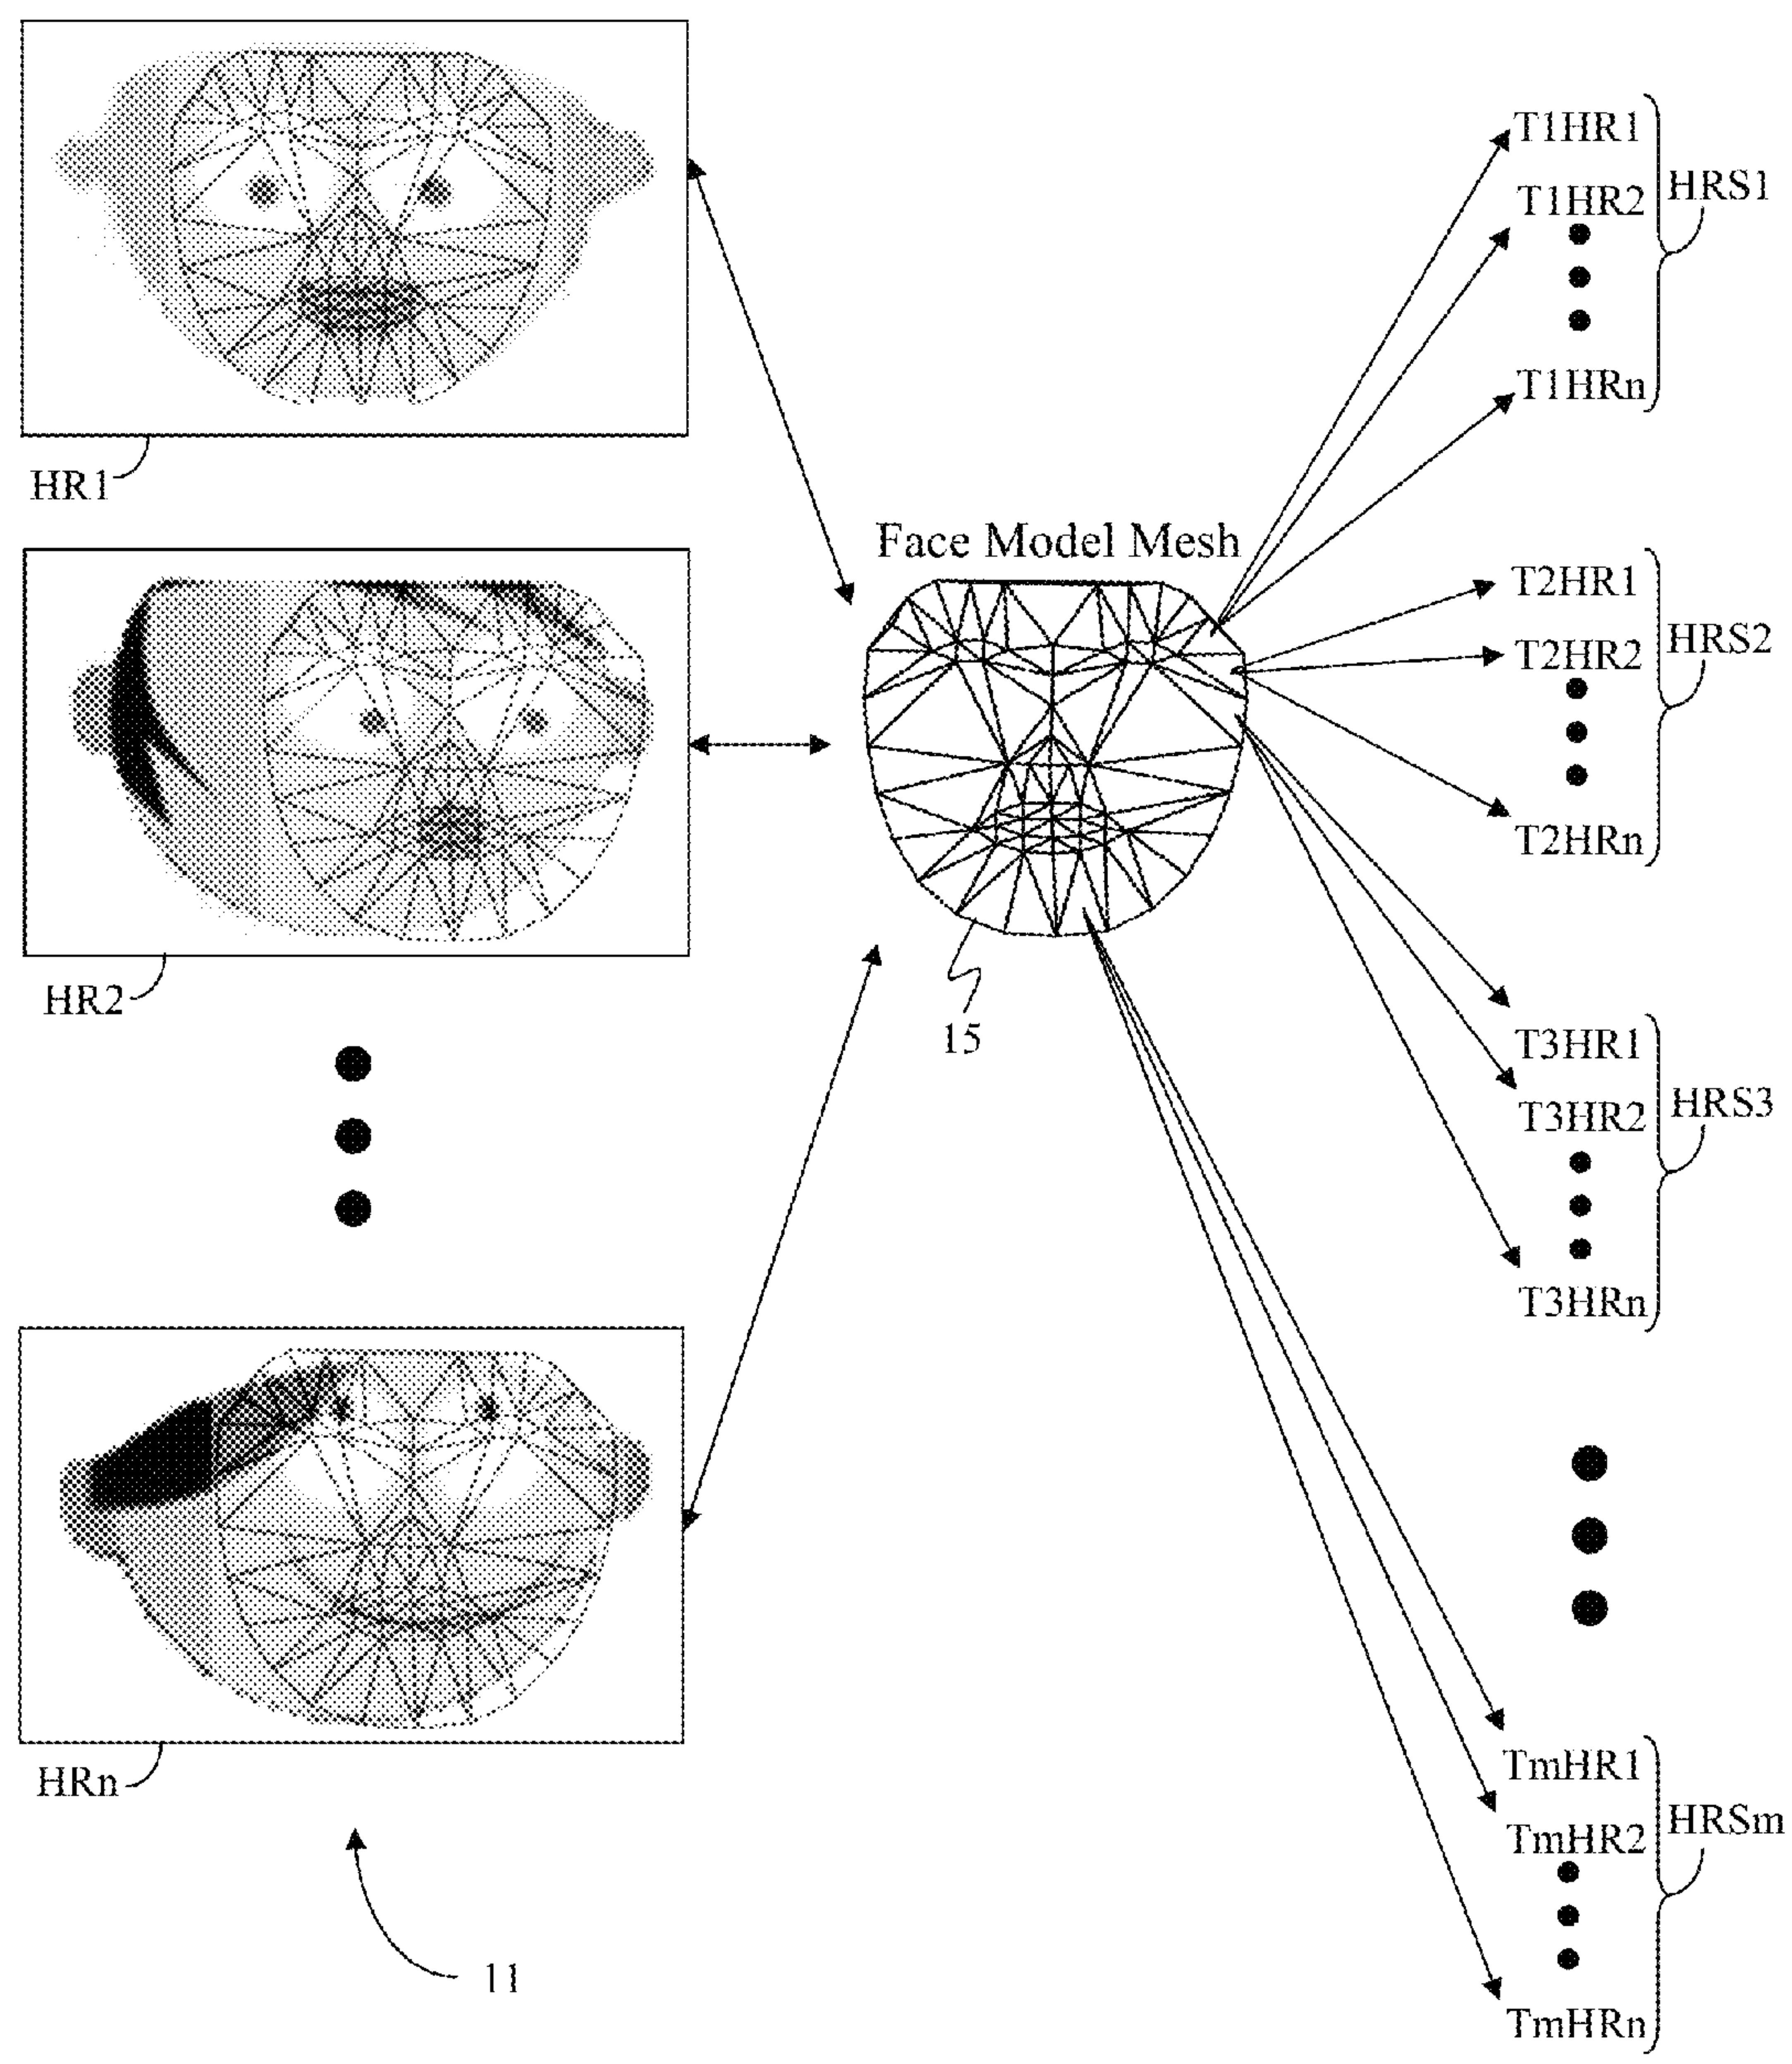 HR1
HR2
HRn
11
Face Model Mesh
15
T1HR1
T1HR2
T1HRn
HRS1
T2HR1
T2HR2
T2HRn
HRS2
T3HR1
T3HR2
T3HRn
HRS3
TmHR1
TmHR2
TmHRn
HRSm